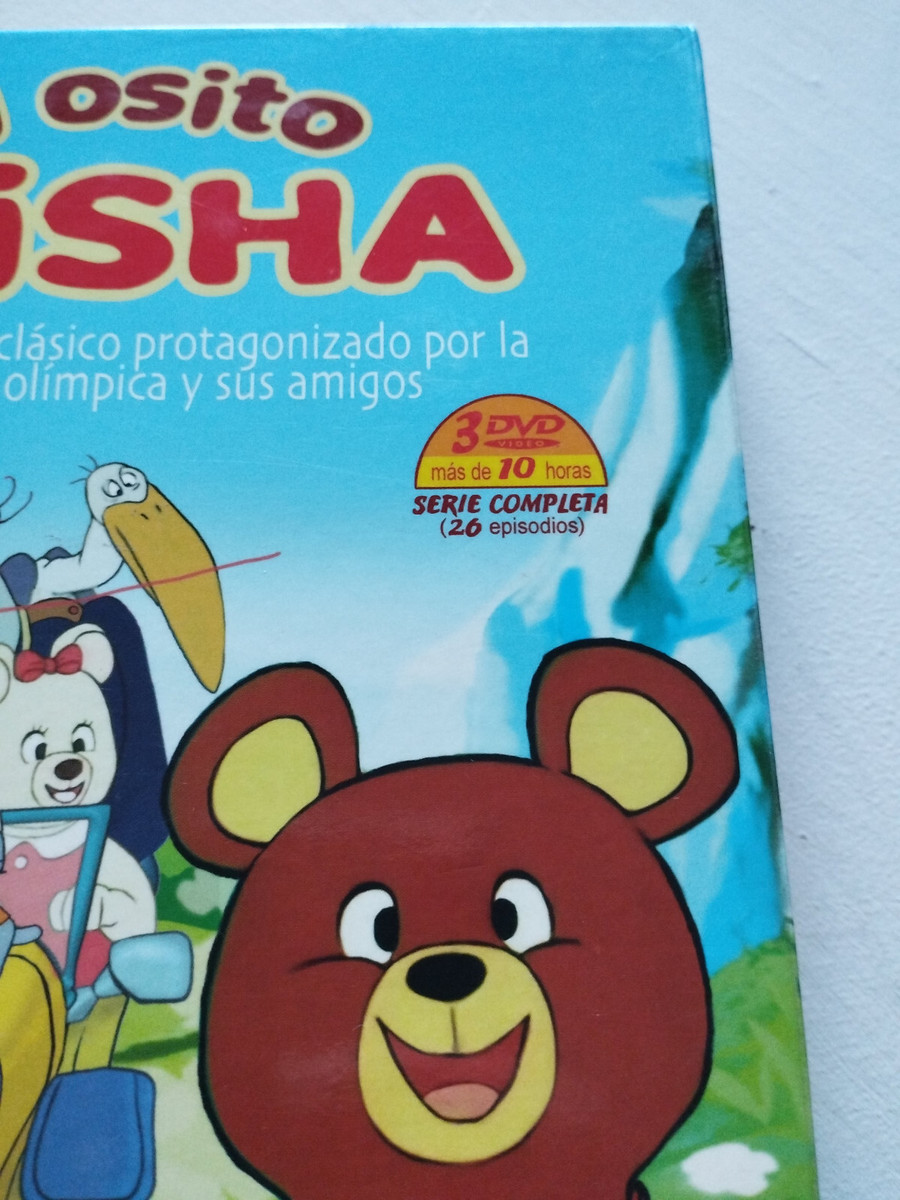 osito
iSHA
clásico protagonizado por la
olímpica y sus amigos
3 DVD
VIDEO
más de 10 horas
SERIE COMPLETA
(26 episodios)